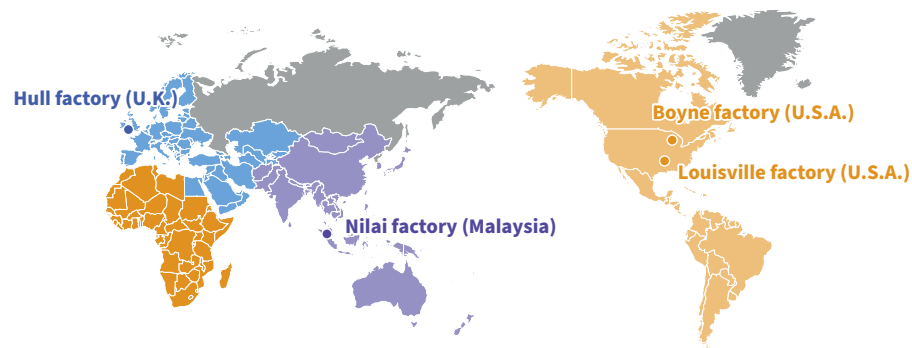 Hull factory (U.K.)
Boyne factory (U.S.A.)
Louisville factory (U.S.A.)
Nilai factory (Malaysia)